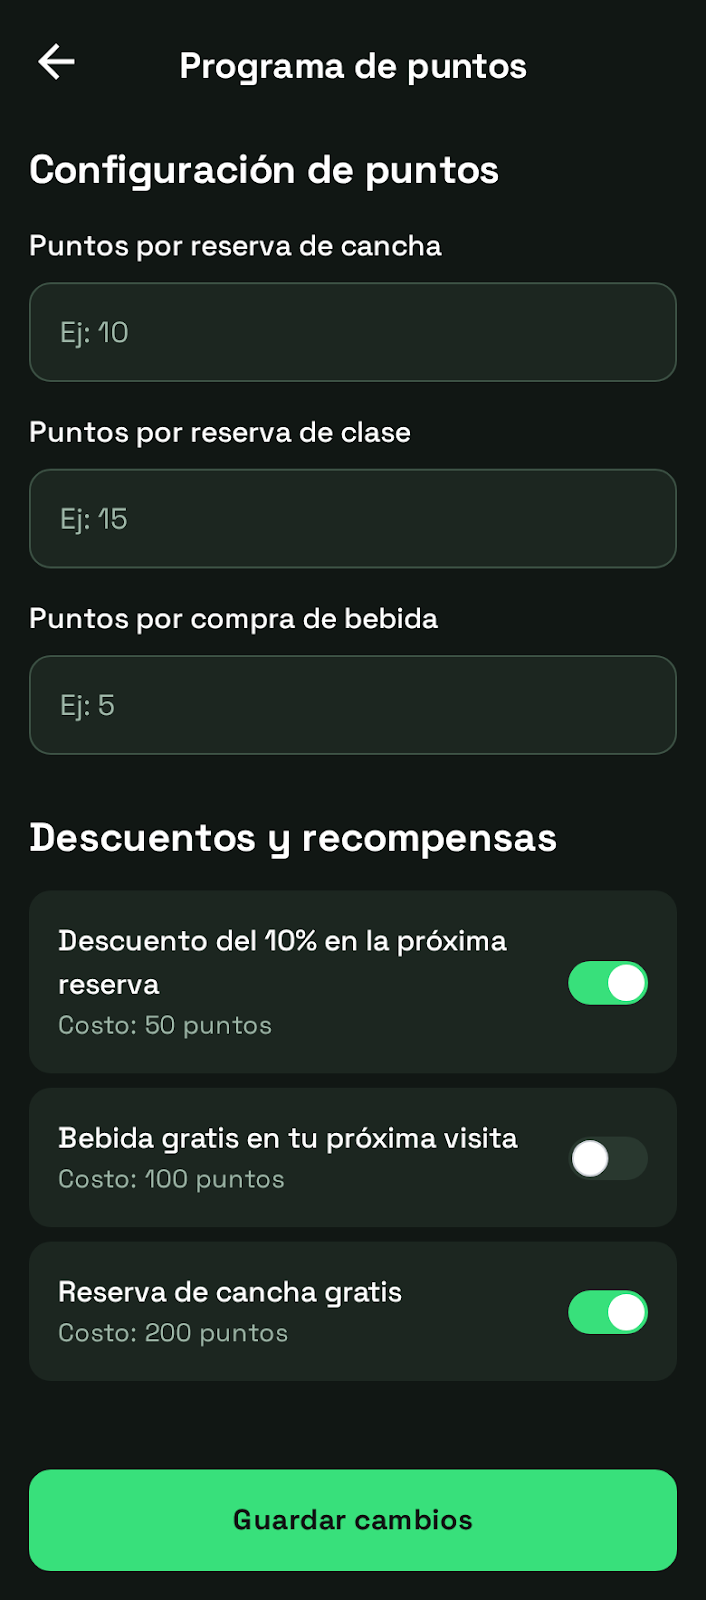 Programa de puntos
Configuración de puntos
Puntos por reserva de cancha
Ej: 10
Puntos por reserva de clase
Ej: 15
Puntos por compra de bebida
Ej: 5
Descuentos y recompensas
Descuento del 10% en la próxima
reserva
Costo: 50 puntos
Bebida gratis en tu próxima visita
Costo: 100 puntos
Reserva de cancha gratis
Costo: 200 puntos
Guardar cambios